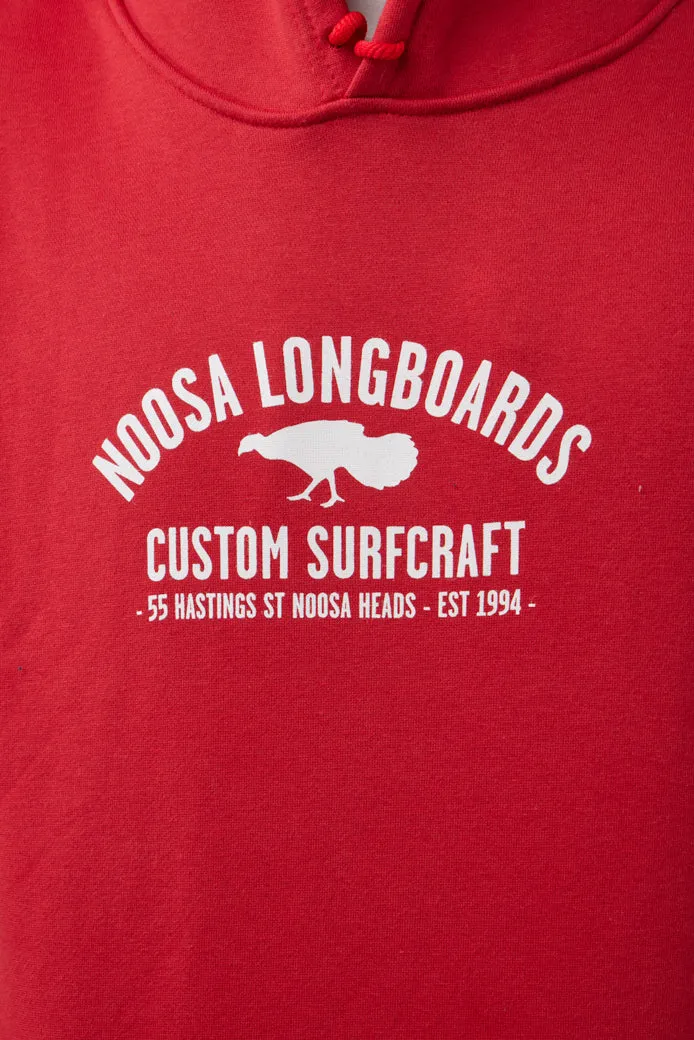 NOOSA LONGBOARDS
CUSTOM SURFCRAFT
- 55 HASTINGS ST NOOSA HEADS - EST 1994 -